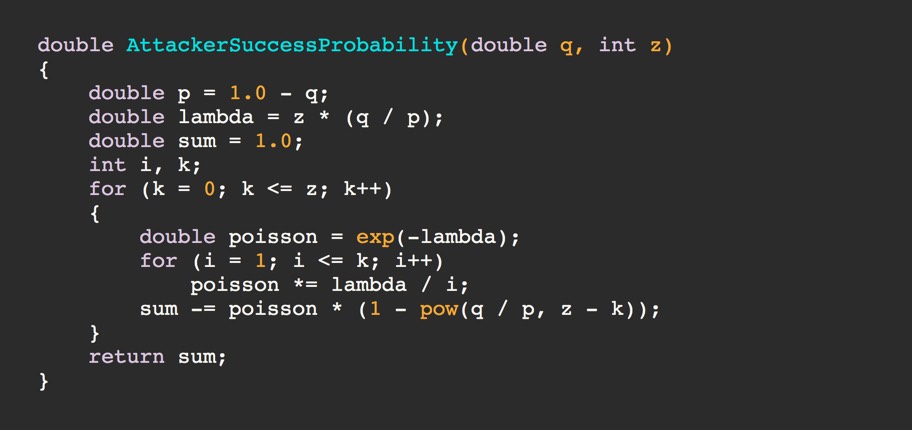 double AttackerSuccessProbability(double q, int z)
{
    double p = 1.0 - q;
    double lambda = z * (q / p);
    double sum = 1.0;
    int i, k;
    for (k = 0; k <= z; k++)
    {
        double poisson = exp(-lambda);
        for (i = 1; i <= k; i++)
            poisson *= lambda / i;
        sum -= poisson * (1 - pow(q / p, z - k));
    }
    return sum;
}